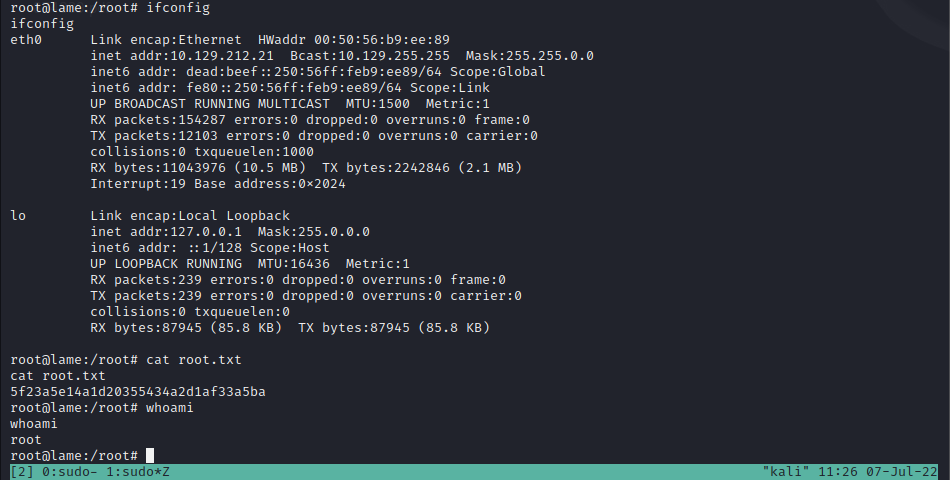 root@lame:/root# ifconfig
ifconfig
eth0      Link encap:Ethernet  HWaddr 00:50:56:b9:ee:89
          inet addr:10.129.212.21  Bcast:10.129.255.255  Mask:255.255.0.0
          inet6 addr: dead:beef::250:56ff:feb9:ee89/64 Scope:Global
          inet6 addr: fe80::250:56ff:feb9:ee89/64 Scope:Link
          UP BROADCAST RUNNING MULTICAST  MTU:1500  Metric:1
          RX packets:154287 errors:0 dropped:0 overruns:0 frame:0
          TX packets:12103 errors:0 dropped:0 overruns:0 carrier:0
          collisions:0 txqueuelen:1000
          RX bytes:11043976 (10.5 MB)  TX bytes:2242846 (2.1 MB)
          Interrupt:19 Base address:0×2024
lo        Link encap:Local Loopback
          inet addr:127.0.0.1  Mask:255.0.0.0
          inet6 addr: ::1/128 Scope:Host
          UP LOOPBACK RUNNING  MTU:16436  Metric:1
          RX packets:239 errors:0 dropped:0 overruns:0 frame:0
          TX packets:239 errors:0 dropped:0 overruns:0 carrier:0
          collisions:0 txqueuelen:0
          RX bytes:87945 (85.8 KB)  TX bytes:87945 (85.8 KB)
root@lame:/root# cat root.txt
cat root.txt
5f23a5e14a1d20355434a2d1af33a5ba
root@lame:/root# whoami
whoami
root
root@lame:/root#
[2] 0:sudo- 1:sudo*Z "kali" 11:26 07-Jul-22